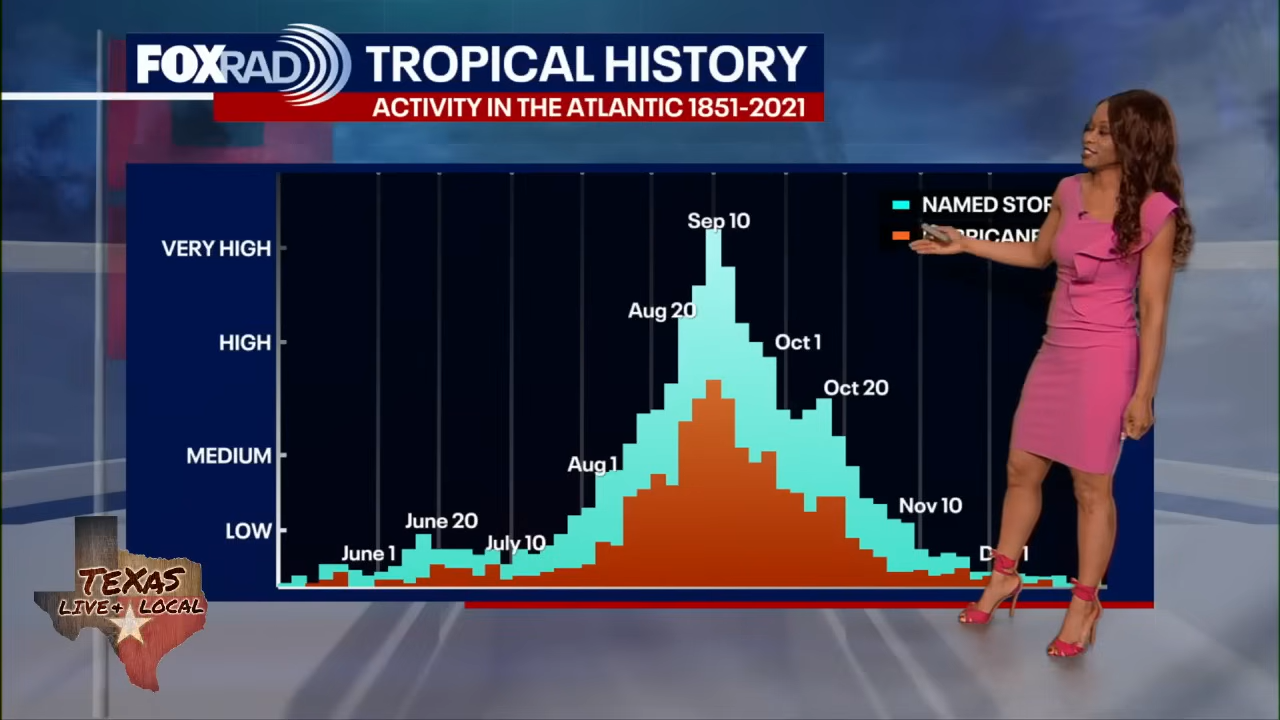 FOXRAD
TROPICAL HISTORY
ACTIVITY IN THE ATLANTIC 1851-2021
NAMED
Sep 10
VERY HIGH
Aug 20
HIGH
Oct 1
Oct 20
MEDIUM
Aug 1
Nov 10
June 20
LOW
July 10
June 1
TEXAS
LIVE+ LOCAL